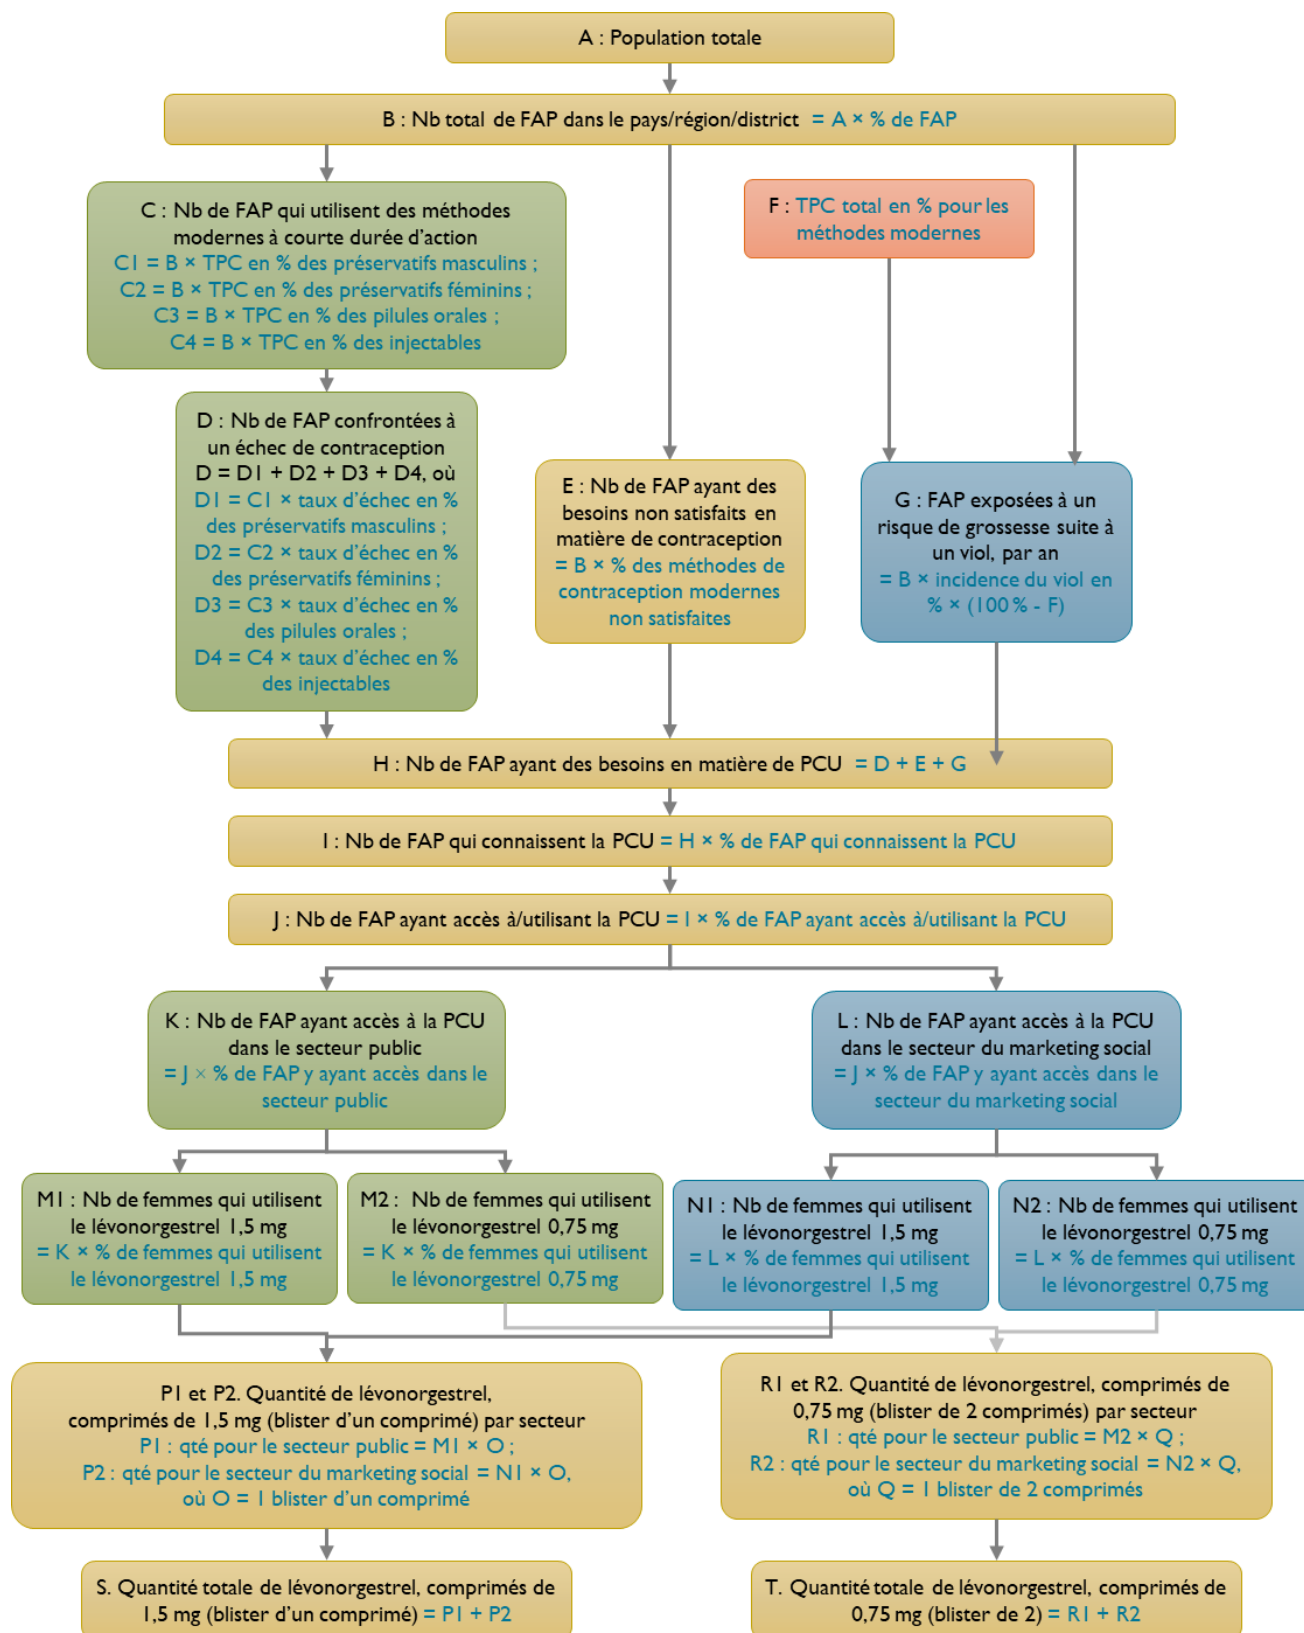 A : Population totale
B : Nb total de FAP dans le pays/région/district = A × % de FAP
C : Nb de FAP qui utilisent des méthodes
modernes à courte durée d’action
C1 = B × TPC en % des préservatifs masculins ;
C2 = B × TPC en % des préservatifs féminins ;
C3 = B × TPC en % des pilules orales ;
C4 = B × TPC en % des injectables
F : TPC total en % pour les
méthodes modernes
D : Nb de FAP confrontées à
un échec de contraception
D = D1 + D2 + D3 + D4, où
D1 = C1 × taux d’échec en %
des préservatifs masculins ;
D2 = C2 × taux d’échec en %
des préservatifs féminins ;
D3 = C3 × taux d’échec en %
des pilules orales ;
D4 = C4 × taux d’échec en %
des injectables
E : Nb de FAP ayant des
besoins non satisfaits en
matière de contraception
= B × % des méthodes de
contraception modernes
non satisfaites
G : FAP exposées à un
risque de grossesse suite à
un viol, par an
= B × incidence du viol en
% × (100 % - F)
H : Nb de FAP ayant des besoins en matière de PCU = D + E + G
I : Nb de FAP qui connaissent la PCU = H × % de FAP qui connaissent la PCU
J : Nb de FAP ayant accès à/utilisant la PCU = I × % de FAP ayant accès à/utilisant la PCU
K : Nb de FAP ayant accès à la PCU
dans le secteur public
= J × % de FAP y ayant accès dans le
secteur public
L : Nb de FAP ayant accès à la PCU
dans le secteur du marketing social
= J × % de FAP y ayant accès dans le
secteur du marketing social
M1 : Nb de femmes qui utilisent
le lévonorgestrel 1,5 mg
= K × % de femmes qui utilisent
le lévonorgestrel 1,5 mg
M2 : Nb de femmes qui utilisent
le lévonorgestrel 0,75 mg
= K × % de femmes qui utilisent
le lévonorgestrel 0,75 mg
N1 : Nb de femmes qui utilisent
le lévonorgestrel
1,5 mg
= L × % de femmes qui utilisent
le lévonorgestrel
1,5 mg
N2 : Nb de femmes qui utilisent
le lévonorgestrel 0,75 mg
= L × % de femmes qui utilisent
le lévonorgestrel 0,75 mg
P1 et P2. Quantité de lévonorgestrel,
comprimés de 1,5 mg (blister d’un comprimé) par secteur
P1 : qté pour le secteur public = M1 × O ;
P2 : qté pour le secteur du marketing social = N1 × O,
où O = 1 blister d’un comprimé
R1 et R2. Quantité de lévonorgestrel, comprimés de
0,75 mg (blister de 2 comprimés) par secteur
R1 : qté pour le secteur public = M2 × Q ;
R2 : qté pour le secteur du marketing social = N2 × Q,
où Q = 1 blister de 2 comprimés
S. Quantité totale de lévonorgestrel, comprimés de
1,5 mg (blister d’un comprimé) = P1 + P2
T. Quantité totale de lévonorgestrel, comprimés de
0,75 mg (blister de 2) = R1 + R2